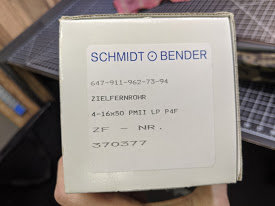 SCHMIDT BENDER
647-911-962-73-94
ZIELFERNROHR
4-16x50 PMII LP P4F
ZF - NR.
370377